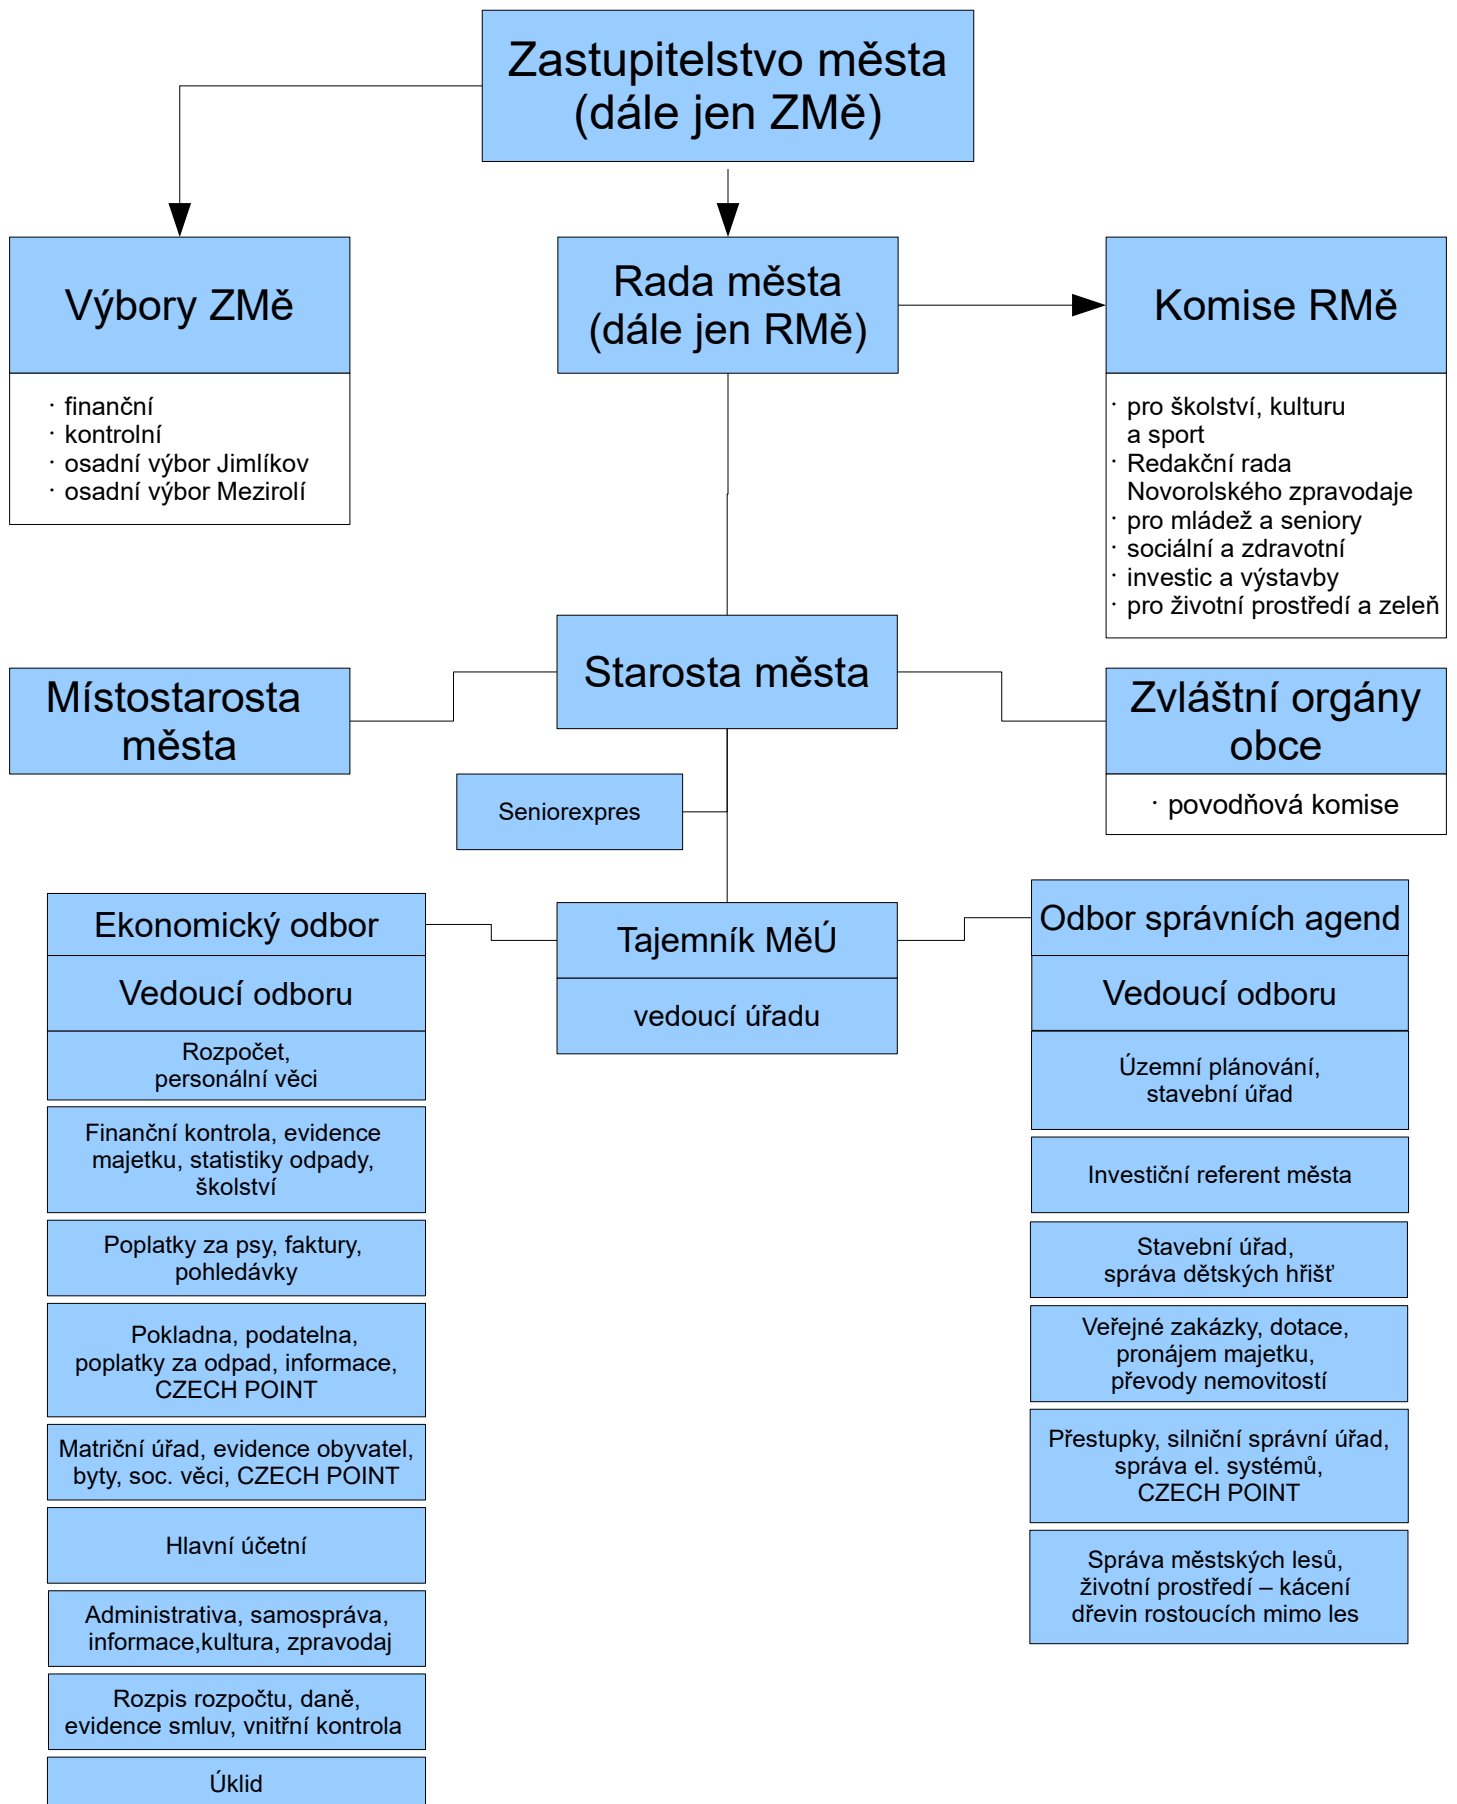 Zastupitelstvo města
(dále jen ZMě)
Výbory ZMě
· finanční
· kontrolní
· osadní výbor Jimlíkov
· osadní výbor Mezirolí
Rada města
(dále jen RMě)
Komise RMě
· pro školství, kulturu
a sport
· Redakční rada
Novorolského zpravodaje
· pro mládež a seniory
· sociální a zdravotní
· investic a výstavby
· pro životní prostředí a zeleň
Starosta města
Místostarosta
města
Zvláštní orgány
obce
· povodňová komise
Seniorexpres
Tajemník MěÚ
vedoucí úřadu
Ekonomický odbor
Vedoucí odboru
Rozpočet,
personální věci
Finanční kontrola, evidence
majetku, statistiky odpady,
školství
Poplatky za psy, faktury,
pohledávky
Pokladna, podatelna,
poplatky za odpad, informace,
CZECH POINT
Matriční úřad, evidence obyvatel,
byty, soc. věci, CZECH POINT
Hlavní účetní
Administrativa, samospráva,
informace,kultura, zpravodaj
Rozpis rozpočtu, daně,
evidence smluv, vnitřní kontrola
Úklid
Odbor správních agend
Vedoucí odboru
Územní plánování,
stavební úřad
Investiční referent města
Stavební úřad,
správa dětských hřišť
Veřejné zakázky, dotace,
pronájem majetku,
převody nemovitostí
Přestupky, silniční správní úřad,
správa el. systémů,
CZECH POINT
Správa městských lesů,
životní prostředí – kácení
dřevin rostoucích mimo les